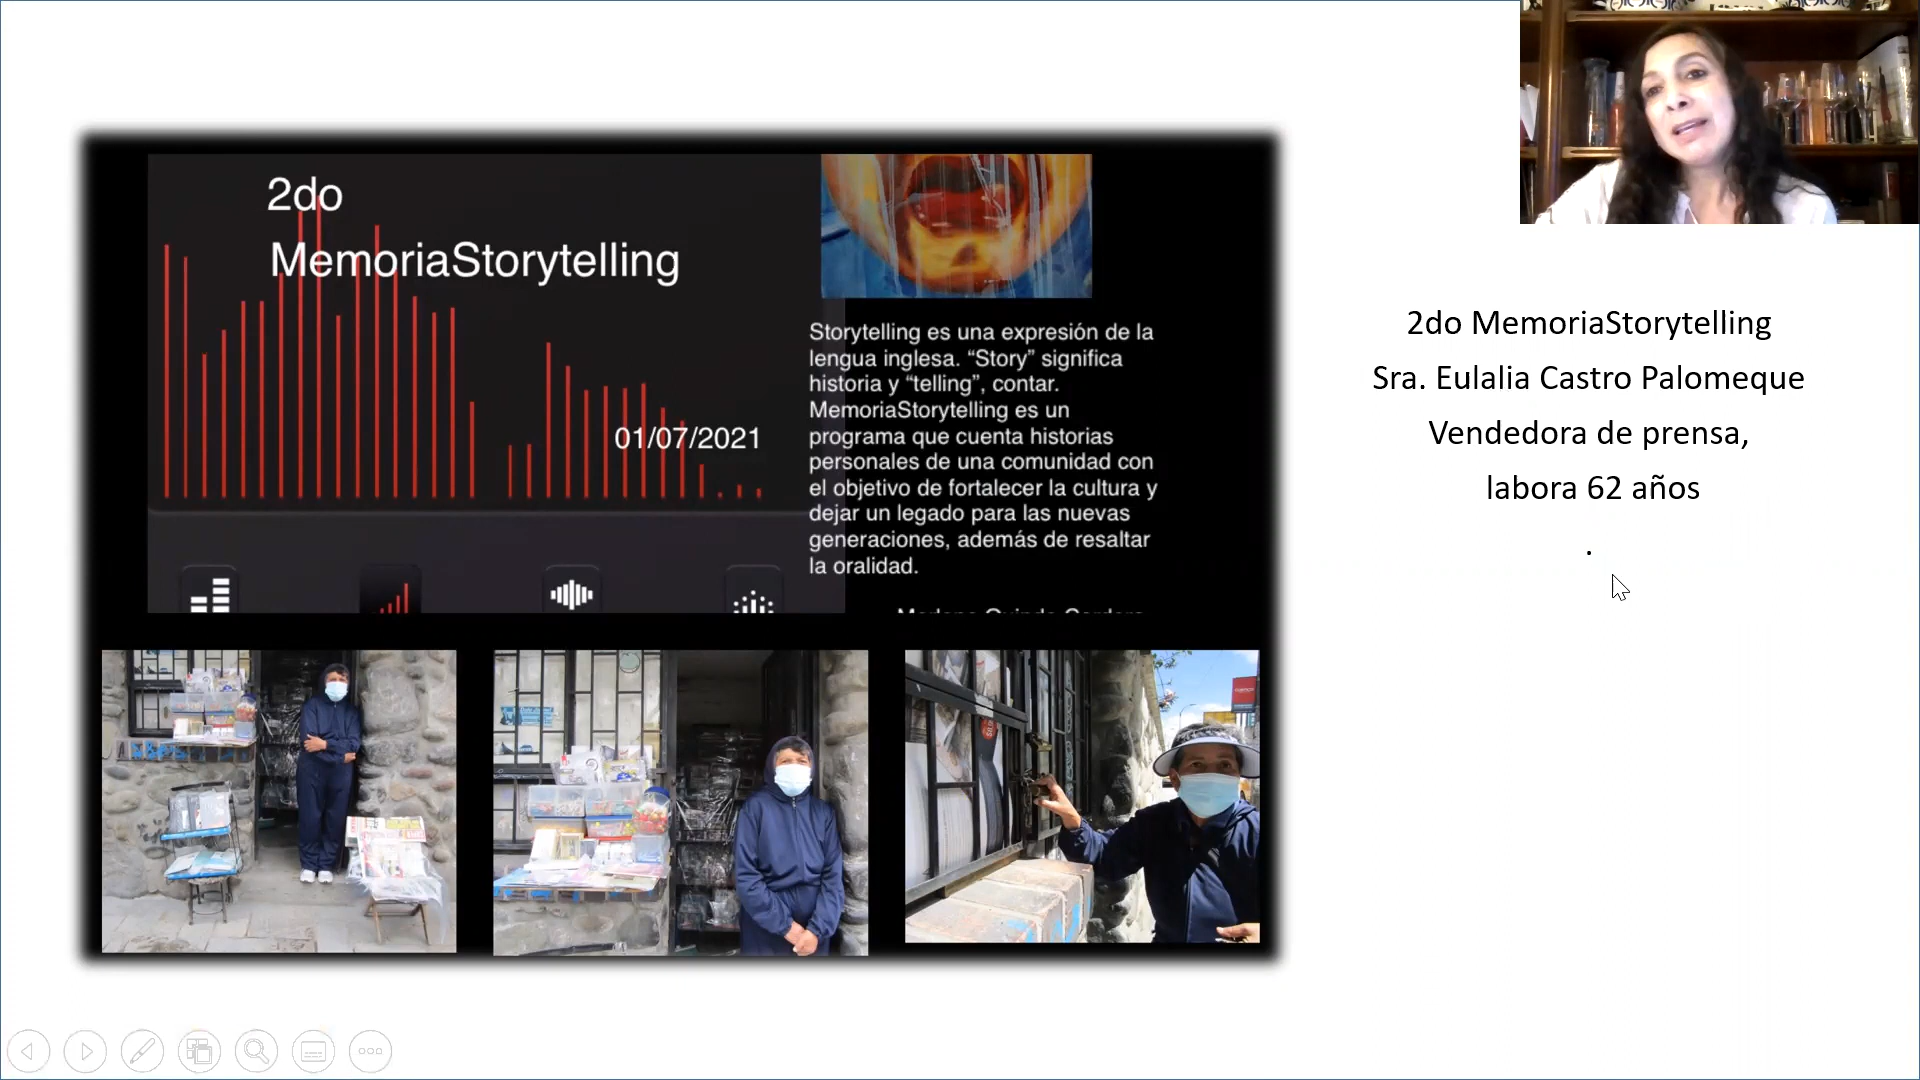 2do
MemoriaStorytelling
01/07/2021
Storytelling es una expresión de la
lengua inglesa. “Story” significa
historia y “telling”, contar.
MemoriaStorytelling es un
programa que cuenta historias
personales de una comunidad con
el objetivo de fortalecer la cultura y
dejar un legado para las nuevas
generaciones, además de resaltar
la oralidad.
2do MemoriaStorytelling
Sra. Eulalia Castro Palomeque
Vendedora de prensa,
labora 62 años
.